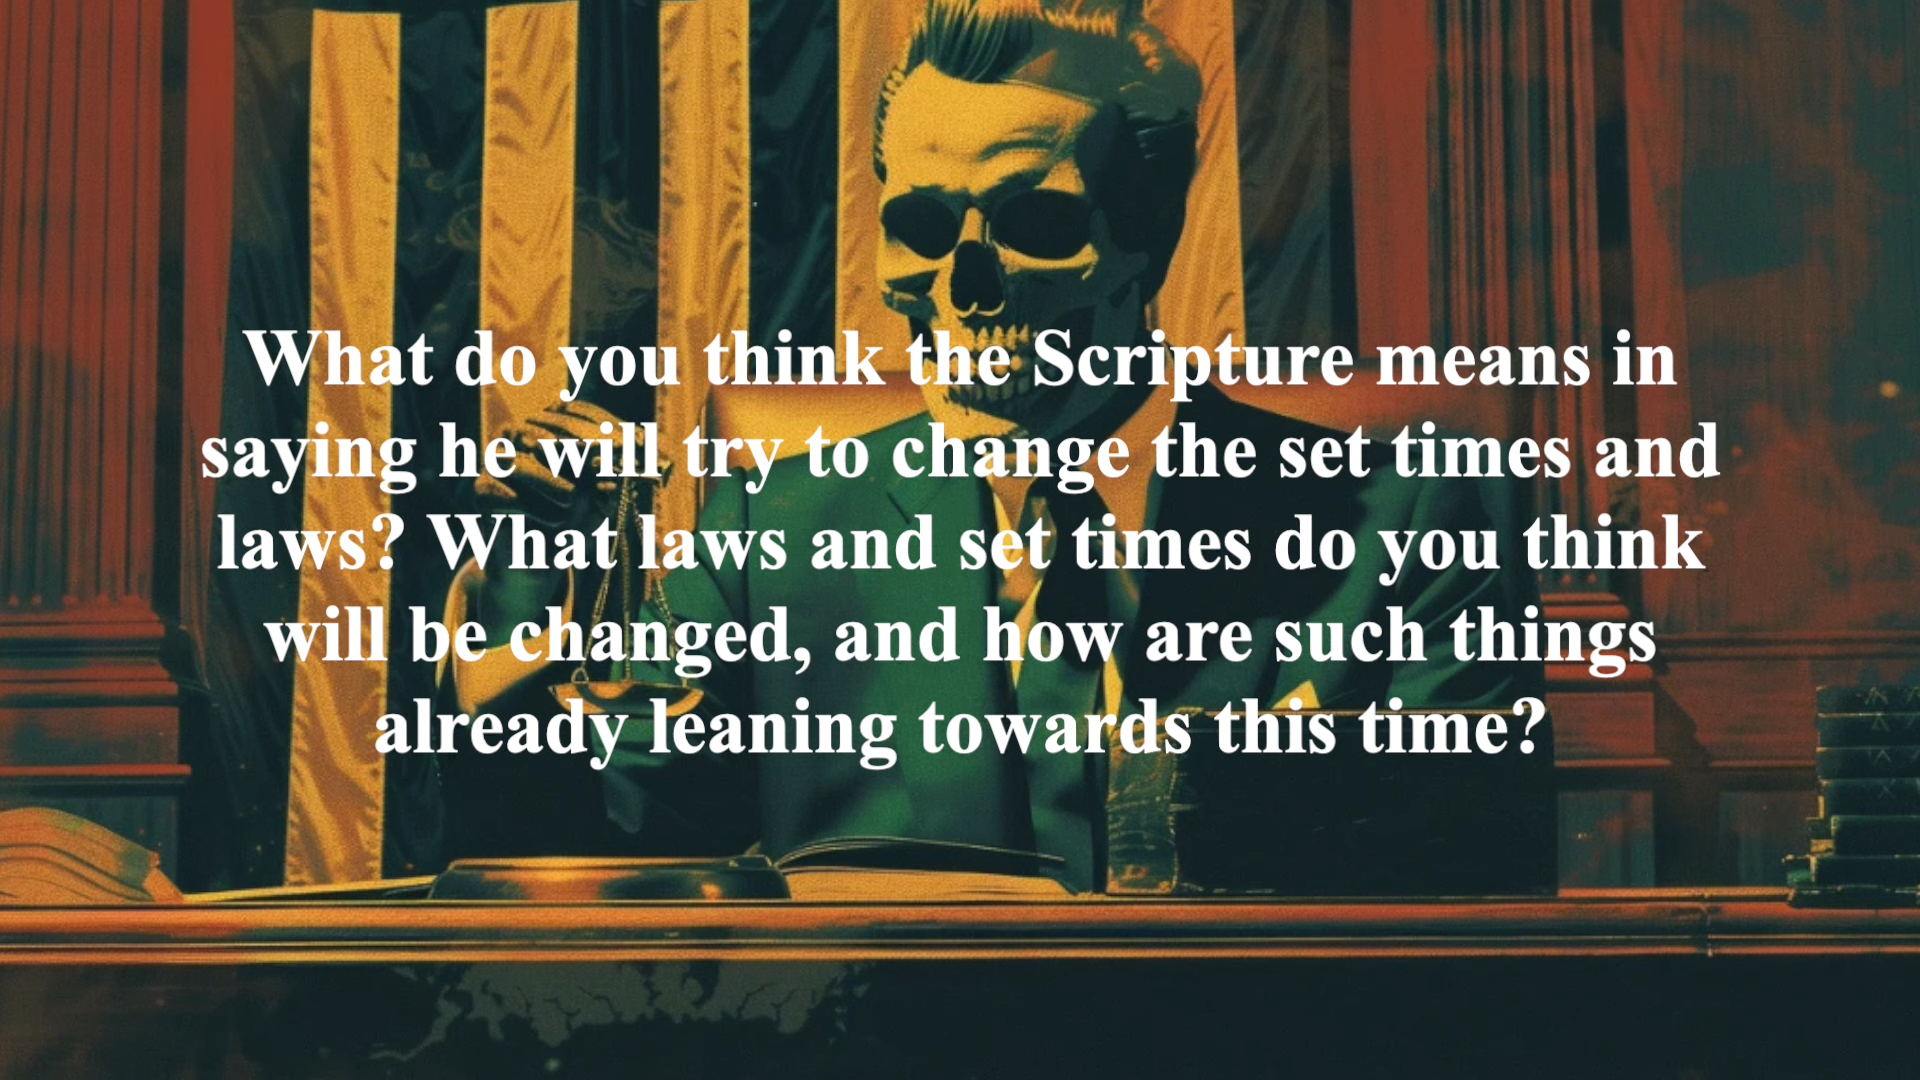 What do you think the Scripture means in
saying he will try to change the set times and
laws? What laws and set times do you think
will be changed, and how are such things
already leaning towards this time?